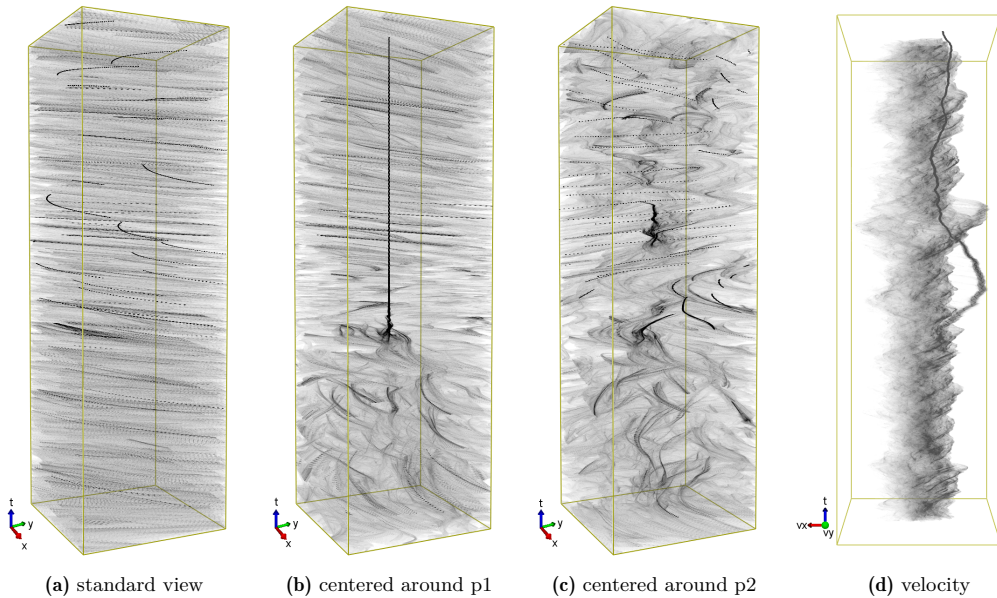 t
y
x
t
y
x
t
y
x
t
vx
vy
(a) standard view
(b) centered around p1
(c) centered around p2
(d) velocity